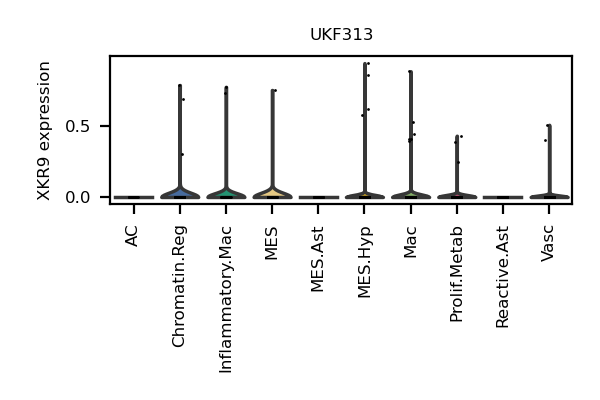 UKF313
XKR9 expression
0.5
0.0
AC
Chromatin.Reg
Inflammatory.Mac
MES
MES.Ast
MES.Hyp
Mac
Prolif.Metab
Reactive.Ast
Vasc